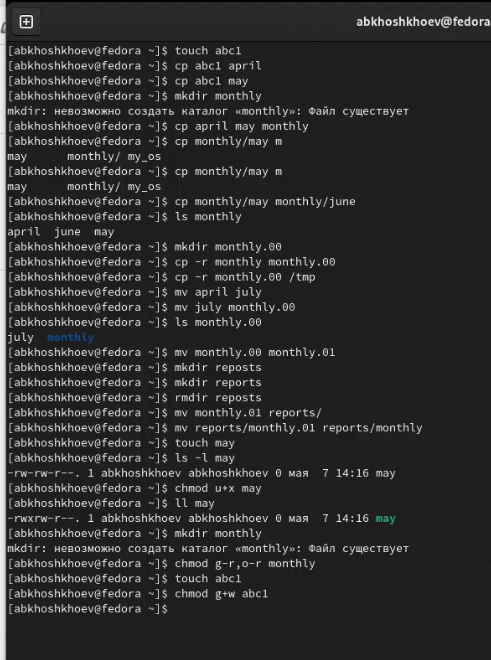 abkhoshkhoev@fedora
[abkhoshkhoev@fedora ~]$ touch abc1
[abkhoshkhoev@fedora ~]$ cp abc1 april
[abkhoshkhoev@fedora ~]$ cp abc1 may
[abkhoshkhoev@fedora ~]$ mkdir monthly
mkdir: невозможно создать каталог «monthly»: Файл существует
[abkhoshkhoev@fedora ~]$ cp april may monthly
[abkhoshkhoev@fedora ~]$ cp monthly/may m
may      monthly/ my_os
[abkhoshkhoev@fedora ~]$ cp monthly/may m
may      monthly/ my_os
[abkhoshkhoev@fedora ~]$ cp monthly/may monthly/june
[abkhoshkhoev@fedora ~]$ ls monthly
april  june  may
[abkhoshkhoev@fedora ~]$ mkdir monthly.00
[abkhoshkhoev@fedora ~]$ cp -r monthly monthly.00
[abkhoshkhoev@fedora ~]$ cp -r monthly.00 /tmp
[abkhoshkhoev@fedora ~]$ mv april july
[abkhoshkhoev@fedora ~]$ mv july monthly.00
[abkhoshkhoev@fedora ~]$ ls monthly.00
july  monthly
[abkhoshkhoev@fedora ~]$ mv monthly.00 monthly.01
[abkhoshkhoev@fedora ~]$ mkdir reposts
[abkhoshkhoev@fedora ~]$ mkdir reports
[abkhoshkhoev@fedora ~]$ rmdir reposts
[abkhoshkhoev@fedora ~]$ mv monthly.01 reports/
[abkhoshkhoev@fedora ~]$ mv reports/monthly.01 reports/monthly
[abkhoshkhoev@fedora ~]$ touch may
[abkhoshkhoev@fedora ~]$ ls -l may
-rw-rw-r--. 1 abkhoshkhoev abkhoshkhoev 0 мая  7 14:16 may
[abkhoshkhoev@fedora ~]$ chmod u+x may
[abkhoshkhoev@fedora ~]$ ll may
-rwxrw-r--. 1 abkhoshkhoev abkhoshkhoev 0 мая  7 14:16 may
[abkhoshkhoev@fedora ~]$ mkdir monthly
mkdir: невозможно создать каталог «monthly»: Файл существует
[abkhoshkhoev@fedora ~]$ chmod g-r,o-r monthly
[abkhoshkhoev@fedora ~]$ touch abc1
[abkhoshkhoev@fedora ~]$ chmod g+w abc1
[abkhoshkhoev@fedora ~]$